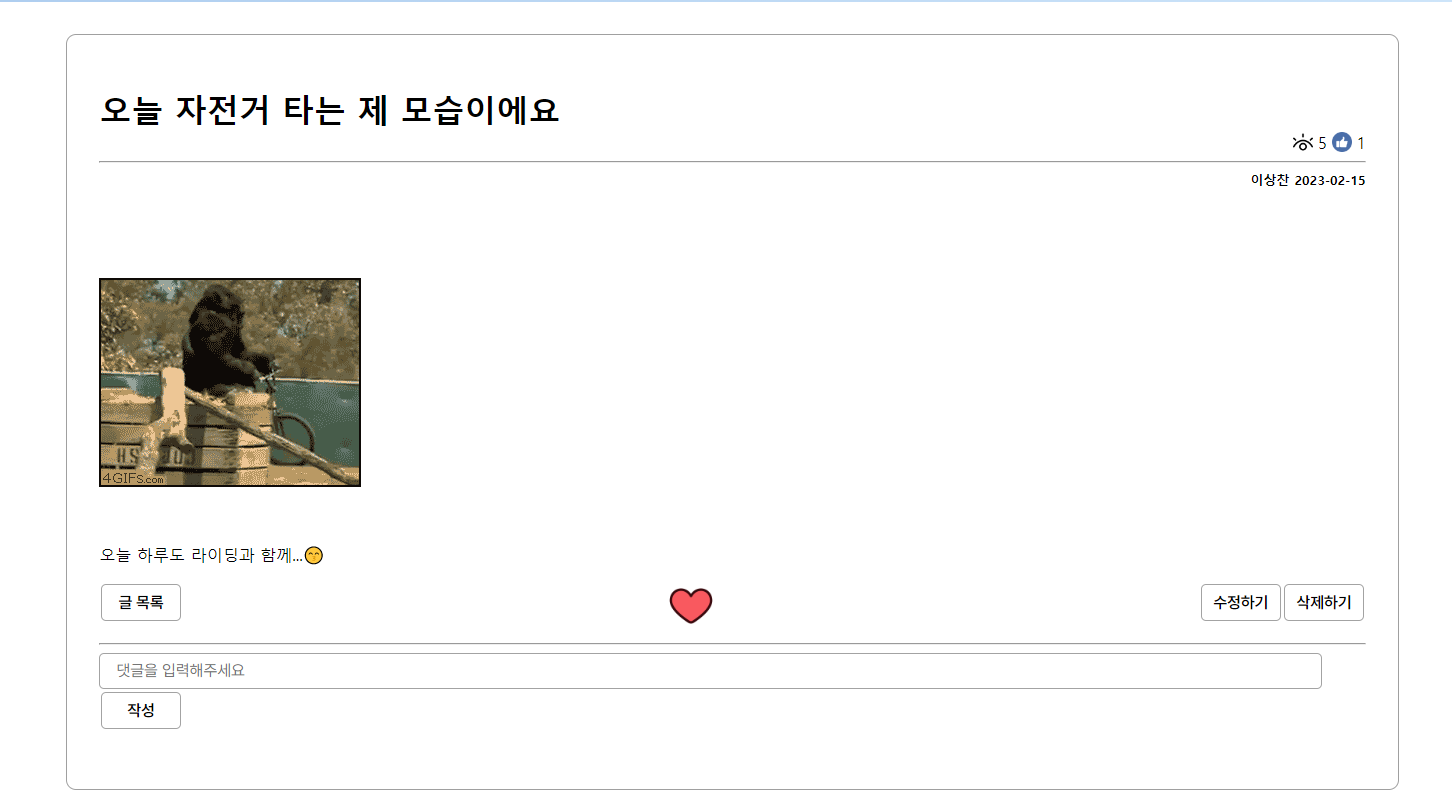 오늘 자전거 타는 제 모습이에요
5 1
이상찬 2023-02-15
4GIFs.com
오늘 하루도 라이딩과 함께...😙
글 목록
수정하기 삭제하기
댓글을 입력해주세요
작성